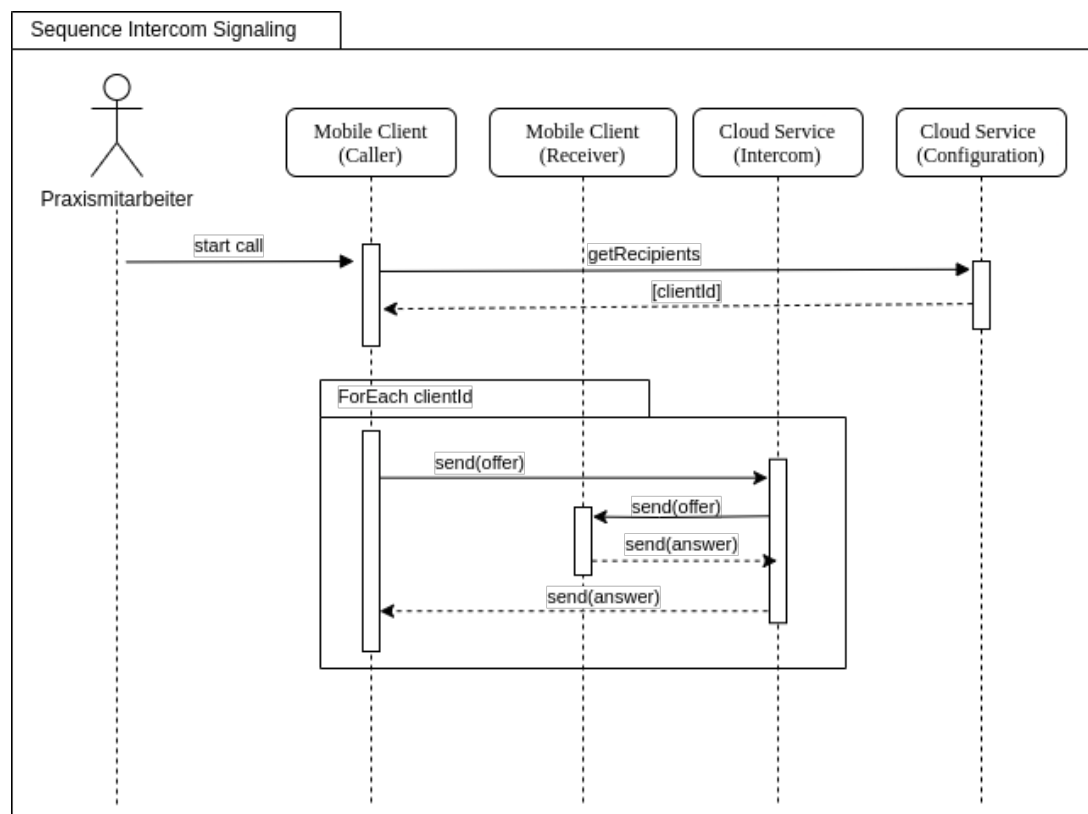 Sequence Intercom Signaling
Mobile Client
(Caller)
Mobile Client
(Receiver)
Cloud Service
(Intercom)
Cloud Service
(Configuration)
Praxismitarbeiter
start call
getRecipients
[clientId]
ForEach clientId
send(offer)
send(offer)
send(answer)
send(answer)